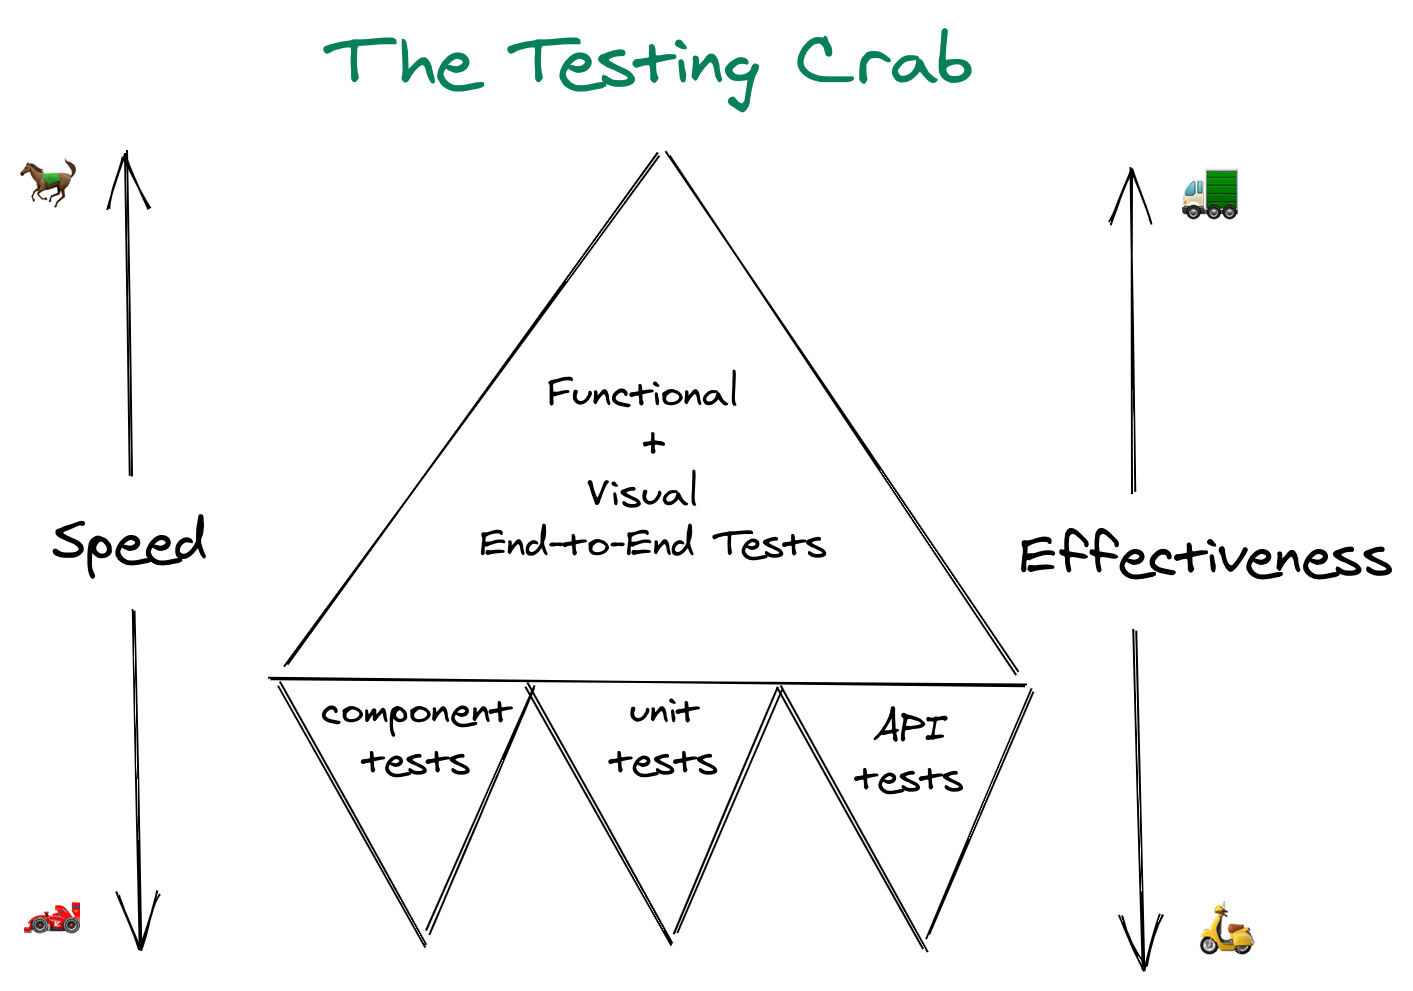 The Testing Crab
Functional
+
Visual
End-to-End Tests
Speed
Effectiveness
component
tests
unit
tests
API
tests